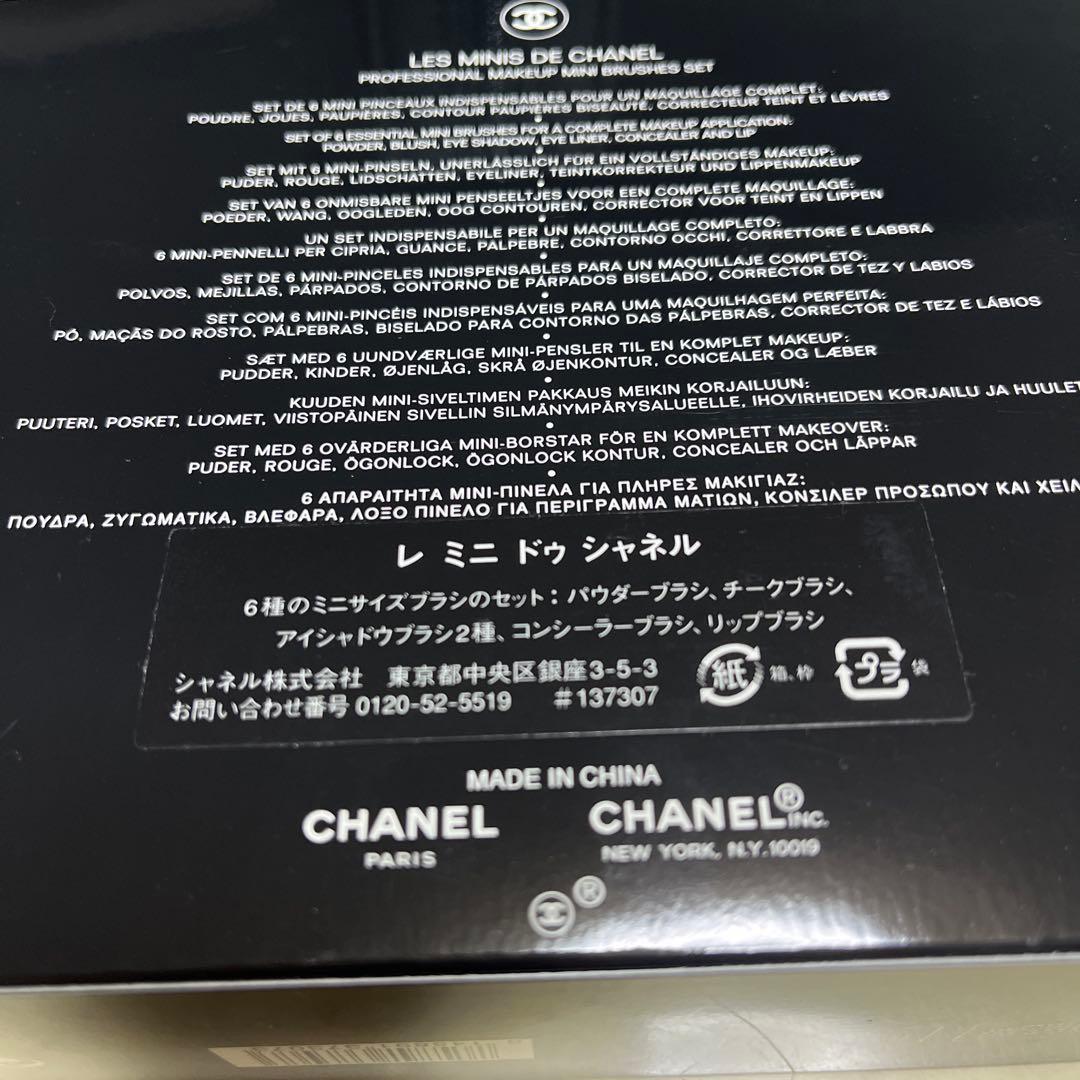 LES MINIS DE CHANEL
PROFESSIONAL MAKEUP MINI BRUSHES SET
SET DE 6 MINI PINCEAUX INDISPENSABLES POUR UN MAQUILLAGE COMPLET:
POUDRE, JOUES, PAUPIÈRES, CONTOUR PAUPIÈRES BISEAUTÉ, CORRECTEUR TEINT ET LÈVRES
SET OF 6 ESSENTIAL MINI BRUSHES FOR A COMPLETE MAKEUP APPLICATION:
POWDER, BLUSH, EYE SHADOW, EYE LINER, CONCEALER AND LIP
SET MIT 6 MINI-PINSELN, UNERLÄSSLICH FÜR EIN VOLLSTÄNDIGES MAKEUP:
PUDER, ROUGE, LIDSCHATTEN, EYELINER, TEINTKORREKTEUR UND LIPPENMAKEUP
SET VAN 6 ONMISBARE MINI PENSEELTJES VOOR EEN COMPLETE MAQUILLAGE:
POEDER, WANG, OOGLEDEN, OOG CONTOUREN, CORRECTOR VOOR TEINT EN LIPPEN
UN SET INDISPENSABILE PER UN MAQUILLAGE COMPLETO:
6 MINI-PENNELLI PER CIPRIA, GUANCE, PALPEBRE, CONTORNO OCCHI, CORRETTORE E LABBRA
SET DE 6 MINI-PINCELES INDISPENSABLES PARA UN MAQUILLAJE COMPLETO:
POLVOS, MEJILLAS, PÁRPADOS, CONTORNO DE PÁRPADOS BISELADO, CORRECTOR DE TEZ Y LABIOS
SET COM 6 MINI-PINCÉIS INDISPENSÁVEIS PARA UMA MAQUILHAGEM PERFEITA:
PÓ, MAÇÃS DO ROSTO, PÁLPEBRAS, BISELADO PARA CONTORNO DAS PÁLPEBRAS, CORRECTOR DE TEZ E LÁBIOS
SÆT MED 6 UUNDVÆRLIGE MINI-PENSLER TIL EN KOMPLET MAKEUP:
PUDDER, KINDER, ØJENLÅG, SKRÅ ØJENKONTUR, CONCEALER OG LÆBER
KUUDEN MINI-SIVELTIMEN PAKKAUS MEIKIN KORJAILUUN:
PUUTERI, POSKET, LUOMET, VIISTOPÄINEN SIVELLIN SILMÄNYMPÄRYSALUEELLE, IHOVIRHEIDEN KORJAILU JA HUULET
SET MED 6 OVÄRDERLIGA MINI-BORSTAR FÖR EN KOMPLETT MAKEOVER:
PUDER, ROUGE, ÖGONLOCK, ÖGONLOCK KONTUR, CONCEALER OCH LÄPPAR
6 ΑΠΑΡΑΙΤΗΤΑ ΜΙΝΙ-ΠΙΝΕΛΑ ΓΙΑ ΠΛΗΡΕΣ ΜΑΚΙΓΙΑΖ:
ΠΟΥΔΡΑ, ΖΥΓΩΜΑΤΙΚΑ, ΒΛΕΦΑΡΑ, ΛΟΞΟ ΠΙΝΕΛΟ ΓΙΑ ΠΕΡΙΓΡΑΜΜΑ ΜΑΤΙΩΝ, ΚΟΝΣΙΛΕΡ ΠΡΟΣΩΠΟΥ ΚΑΙ ΧΕΙΛ
レ ミニ ドゥ シャネル
6種のミニサイズブラシのセット：パウダーブラシ、チークブラシ、
アイシャドウブラシ2種、コンシーラーブラシ、リップブラシ
シャネル株式会社 東京都中央区銀座3-5-3
お問い合わせ番号 0120-52-5519 #137307
紙 箱、枠 プラ 袋
MADE IN CHINA
CHANEL CHANEL® INC.
PARIS NEW YORK, N.Y. 10019
®